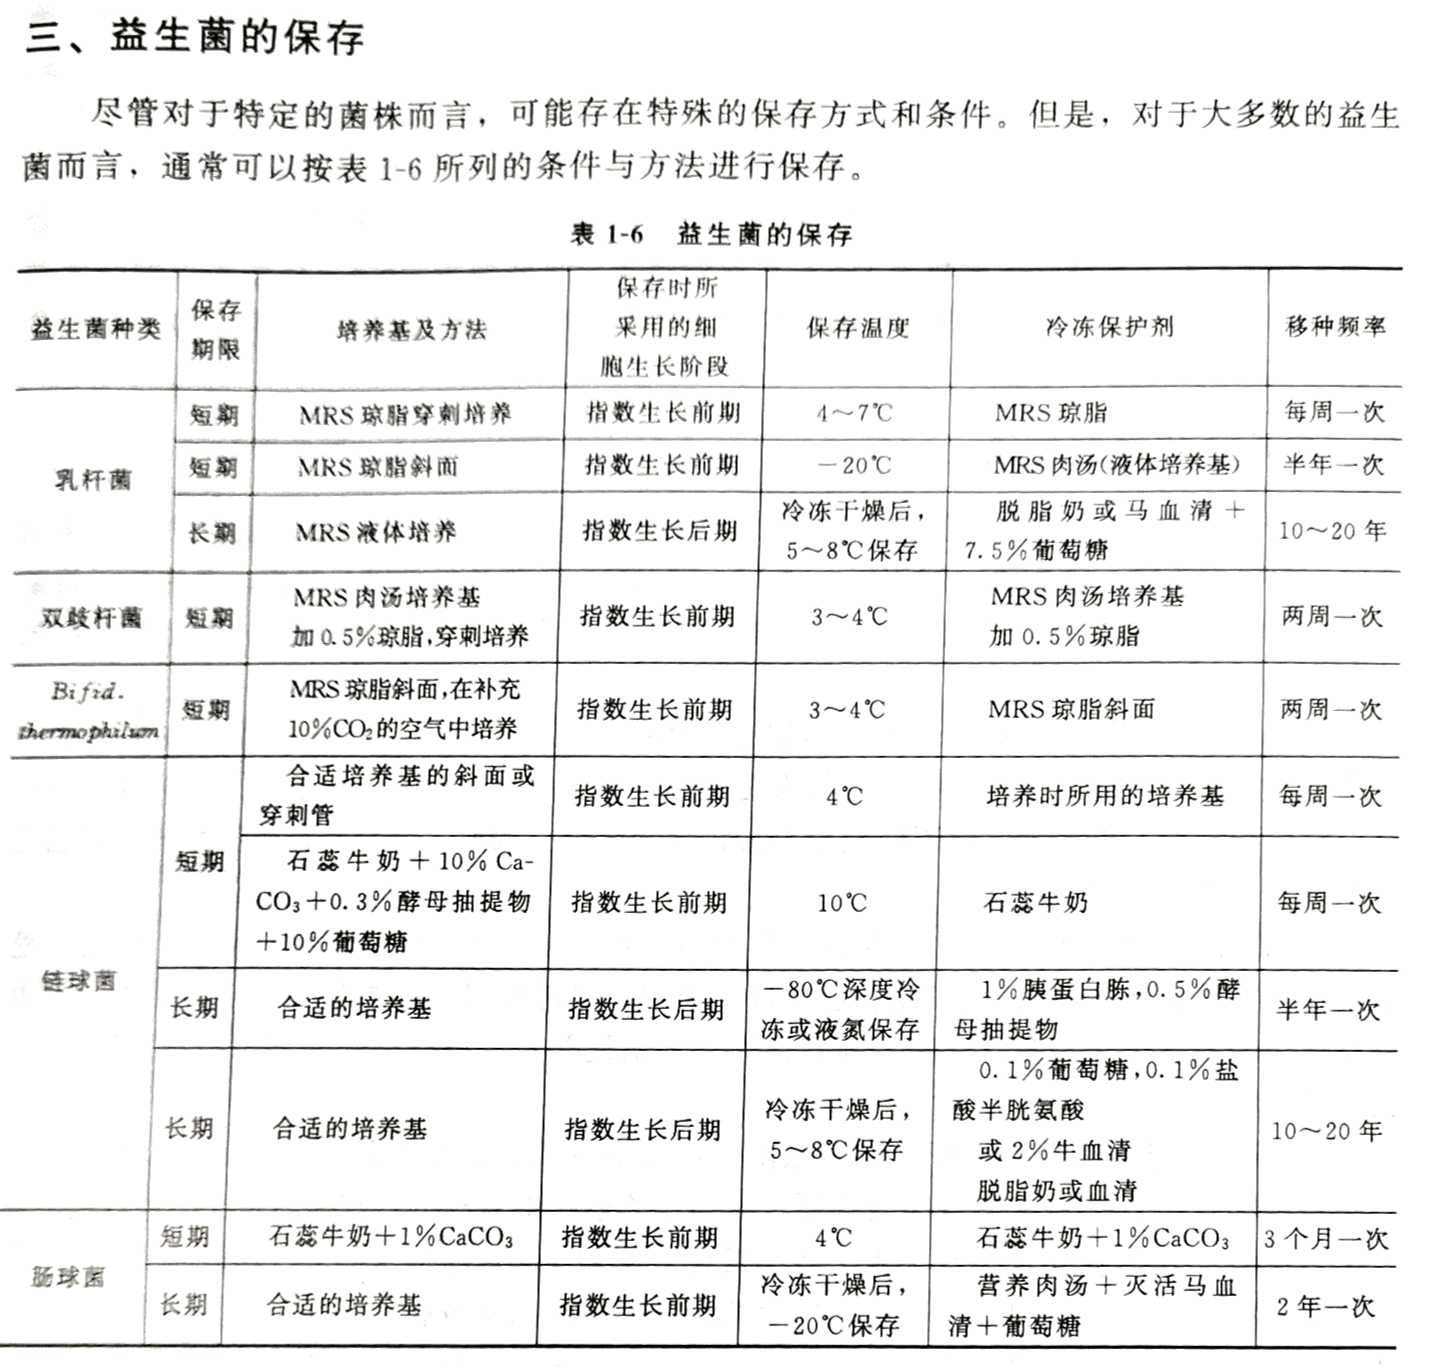 三、益生菌的保存
尽管对于特定的菌株而言，可能存在特殊的保存方式和条件。但是，对于大多数的益生
菌而言，通常可以按表 1-6 所列的条件与方法进行保存。
表 1-6 益生菌的保存
益生菌种类 保存期限 培养基及方法 保存时所采用的细胞生长阶段 保存温度 冷冻保护剂 移种频率
乳杆菌
短期 MRS 琼脂穿刺培养 指数生长前期 4～7℃ MRS 琼脂 每周一次
短期 MRS 琼脂斜面 指数生长前期 －20℃ MRS 肉汤(液体培养基) 半年一次
长期 MRS 液体培养 指数生长后期 冷冻干燥后，5～8℃保存 脱脂奶或马血清＋7.5%葡萄糖 10～20 年
双歧杆菌 短期 MRS 肉汤培养基加 0.5%琼脂,穿刺培养 指数生长前期 3～4℃ MRS 肉汤培养基加 0.5%琼脂 两周一次
Bifid. thermophilum 短期 MRS 琼脂斜面,在补充10%CO₂的空气中培养 指数生长前期 3～4℃ MRS 琼脂斜面 两周一次
链球菌
短期 合适培养基的斜面或穿刺管 指数生长前期 4℃ 培养时所用的培养基 每周一次
石蕊牛奶＋10%Ca-CO₃＋0.3%酵母抽提物＋10%葡萄糖 指数生长前期 10℃ 石蕊牛奶 每周一次
长期 合适的培养基 指数生长后期 －80℃深度冷冻或液氮保存 1%胰蛋白胨,0.5%酵母抽提物 半年一次
长期 合适的培养基 指数生长后期 冷冻干燥后，5～8℃保存 0.1%葡萄糖,0.1%盐酸半胱氨酸 或 2%牛血清 脱脂奶或血清 10～20 年
肠球菌
短期 石蕊牛奶＋1%CaCO₃ 指数生长前期 4℃ 石蕊牛奶＋1%CaCO₃ 3 个月一次
长期 合适的培养基 指数生长前期 冷冻干燥后，－20℃保存 营养肉汤＋灭活马血清＋葡萄糖 2 年一次